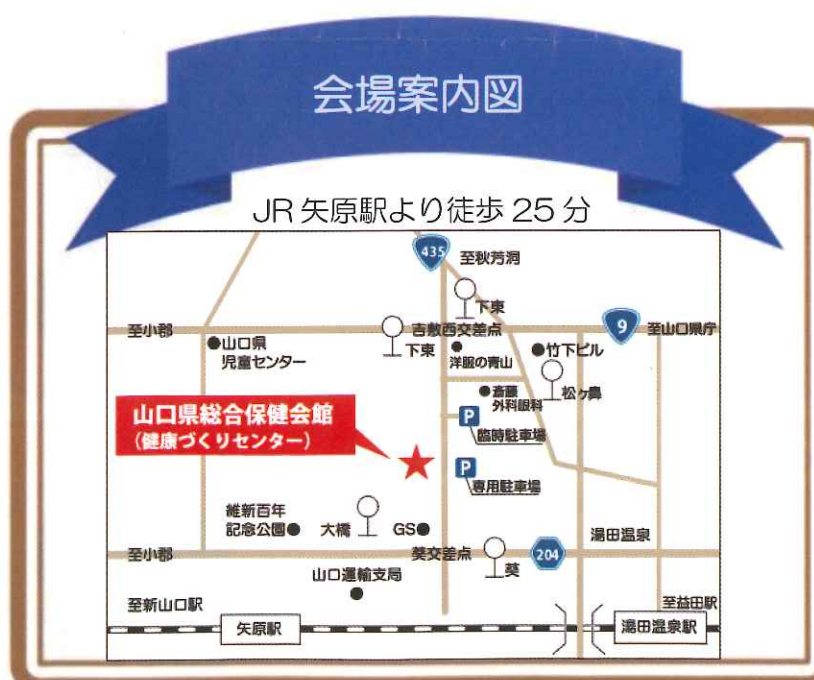 会場案内図
JR 矢原駅より徒歩 25 分
435
至秋芳洞
下東
至小郡
吉敷西交差点
9
至山口県庁
山口県
児童センター
下東
洋服の青山
竹下ビル
斎藤
外科眼科
松ヶ鼻
山口県総合保健会館
(健康づくりセンター)
P
臨時駐車場
P
専用駐車場
維新百年
記念公園
大橋
GS
湯田温泉
至小郡
葵交差点
葵
204
山口運輸支局
至新山口駅
至益田駅
矢原駅
湯田温泉駅